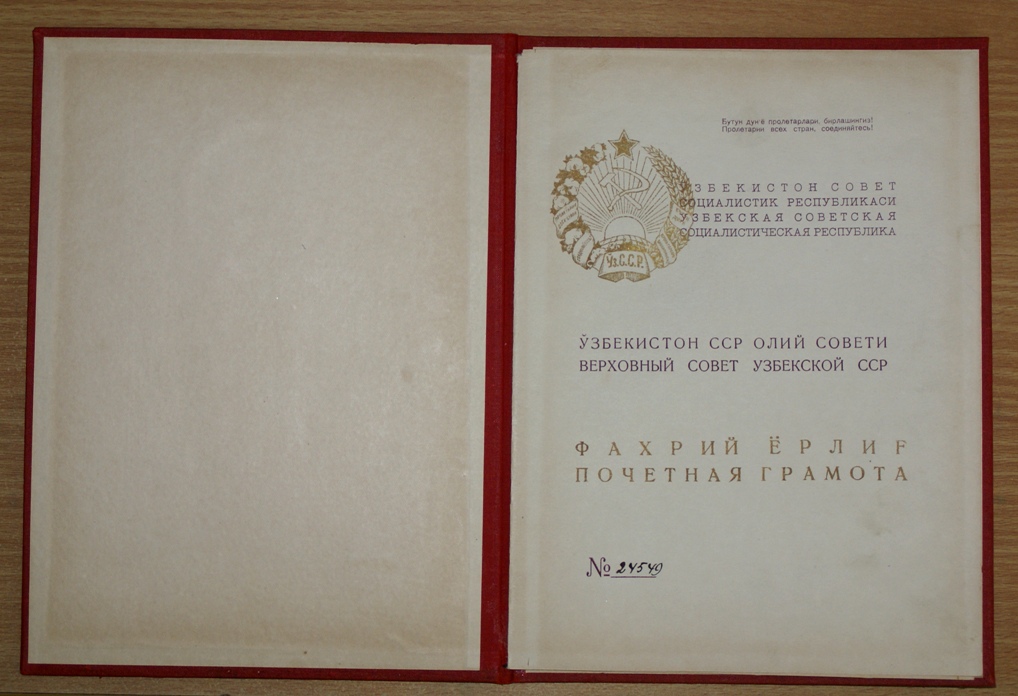 Бутун дунё пролетарлари, бирлашингиз!
Пролетарии всех стран, соединяйтесь!
ЎЗБЕКИСТОН СОВЕТ
СОЦИАЛИСТИК РЕСПУБЛИКАСИ
УЗБЕКСКАЯ СОВЕТСКАЯ
СОЦИАЛИСТИЧЕСКАЯ РЕСПУБЛИКА
Ўз.С.С.Р.
ЎЗБЕКИСТОН ССР ОЛИЙ СОВЕТИ
ВЕРХОВНЫЙ СОВЕТ УЗБЕКСКОЙ ССР
ФАХРИЙ ЁРЛИҒ
ПОЧЕТНАЯ ГРАМОТА
№ 24549